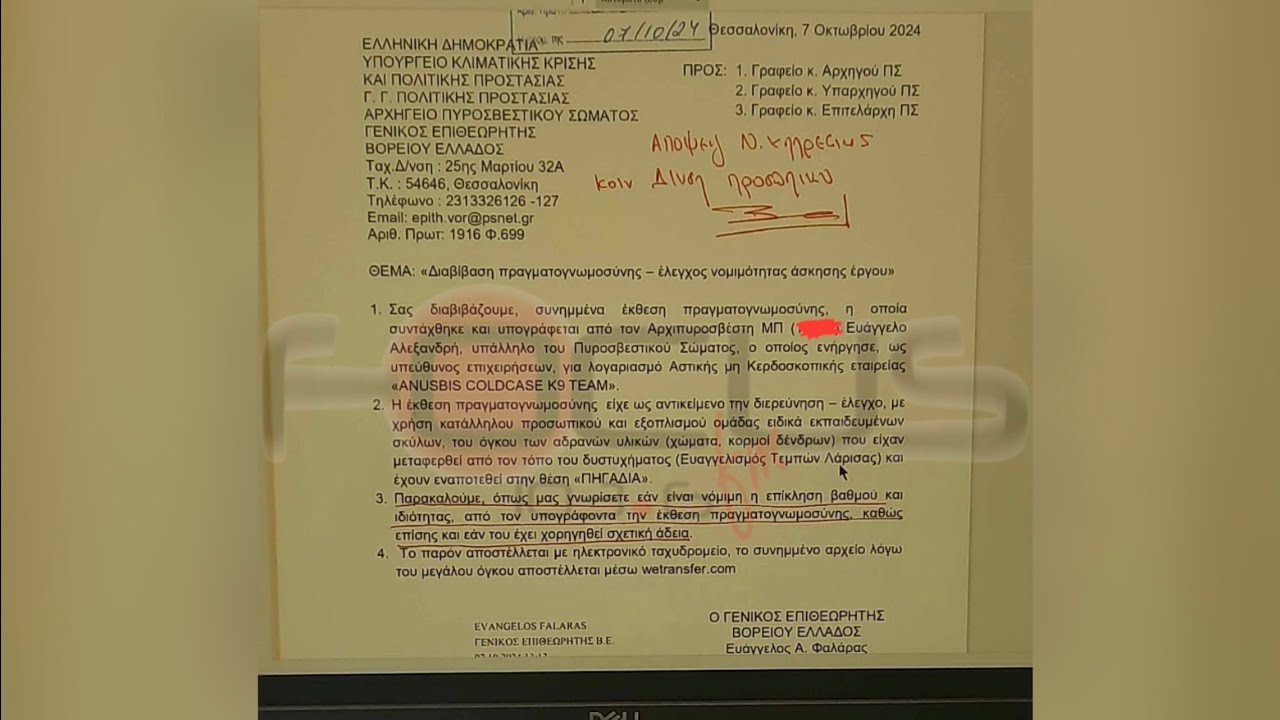 07/10/24
Θεσσαλονίκη, 7 Οκτωβρίου 2024
ΕΛΛΗΝΙΚΗ ΔΗΜΟΚΡΑΤΙΑ
ΥΠΟΥΡΓΕΙΟ ΚΛΙΜΑΤΙΚΗΣ ΚΡΙΣΗΣ
ΚΑΙ ΠΟΛΙΤΙΚΗΣ ΠΡΟΣΤΑΣΙΑΣ
Γ. Γ. ΠΟΛΙΤΙΚΗΣ ΠΡΟΣΤΑΣΙΑΣ
ΑΡΧΗΓΕΙΟ ΠΥΡΟΣΒΕΣΤΙΚΟΥ ΣΩΜΑΤΟΣ
ΓΕΝΙΚΟΣ ΕΠΙΘΕΩΡΗΤΗΣ
ΒΟΡΕΙΟΥ ΕΛΛΑΔΟΣ
Ταχ.Δ/νση : 25ης Μαρτίου 32Α
Τ.Κ. : 54646, Θεσσαλονίκη
Τηλέφωνο : 2313326126 -127
Email: epith.vor@psnet.gr
Αριθ. Πρωτ: 1916 Φ.699
ΠΡΟΣ: 1. Γραφείο κ. Αρχηγού ΠΣ
2. Γραφείο κ. Υπαρχηγού ΠΣ
3. Γραφείο κ. Επιτελάρχη ΠΣ
Απόψεις Ν. Υπηρεσίας
κοιν Δ/νση προσωπικού
ΘΕΜΑ: «Διαβίβαση πραγματογνωμοσύνης – έλεγχος νομιμότητας άσκησης έργου»
1. Σας διαβιβάζουμε, συνημμένα έκθεση πραγματογνωμοσύνης, η οποία
συντάχθηκε και υπογράφεται από τον Αρχιπυροσβέστη ΜΠ ( ) Ευάγγελο
Αλεξανδρή, υπάλληλο του Πυροσβεστικού Σώματος, ο οποίος ενήργησε, ως
υπεύθυνος επιχειρήσεων, για λογαριασμό Αστικής μη Κερδοσκοπικής εταιρείας
«ANUSBIS COLDCASE K9 TEAM».
2. Η έκθεση πραγματογνωμοσύνης είχε ως αντικείμενο την διερεύνηση – έλεγχο, με
χρήση κατάλληλου προσωπικού και εξοπλισμού ομάδας ειδικά εκπαιδευμένων
σκύλων, του όγκου των αδρανών υλικών (χώματα, κορμοί δένδρων) που είχαν
μεταφερθεί από τον τόπο του δυστυχήματος (Ευαγγελισμός Τεμπών Λάρισας) και
έχουν εναποτεθεί στην θέση «ΠΗΓΑΔΙΑ».
3. Παρακαλούμε, όπως μας γνωρίσετε εάν είναι νόμιμη η επίκληση βαθμού και
ιδιότητας, από τον υπογράφοντα την έκθεση πραγματογνωμοσύνης, καθώς
επίσης και εάν του έχει χορηγηθεί σχετική άδεια.
4. Το παρόν αποστέλλεται με ηλεκτρονικό ταχυδρομείο, το συνημμένο αρχείο λόγω
του μεγάλου όγκου αποστέλλεται μέσω wetransfer.com
EVANGELOS FALARAS
ΓΕΝΙΚΟΣ ΕΠΙΘΕΩΡΗΤΗΣ Β.Ε.
Ο ΓΕΝΙΚΟΣ ΕΠΙΘΕΩΡΗΤΗΣ
ΒΟΡΕΙΟΥ ΕΛΛΑΔΟΣ
Ευάγγελος Α. Φαλάρας
DELL